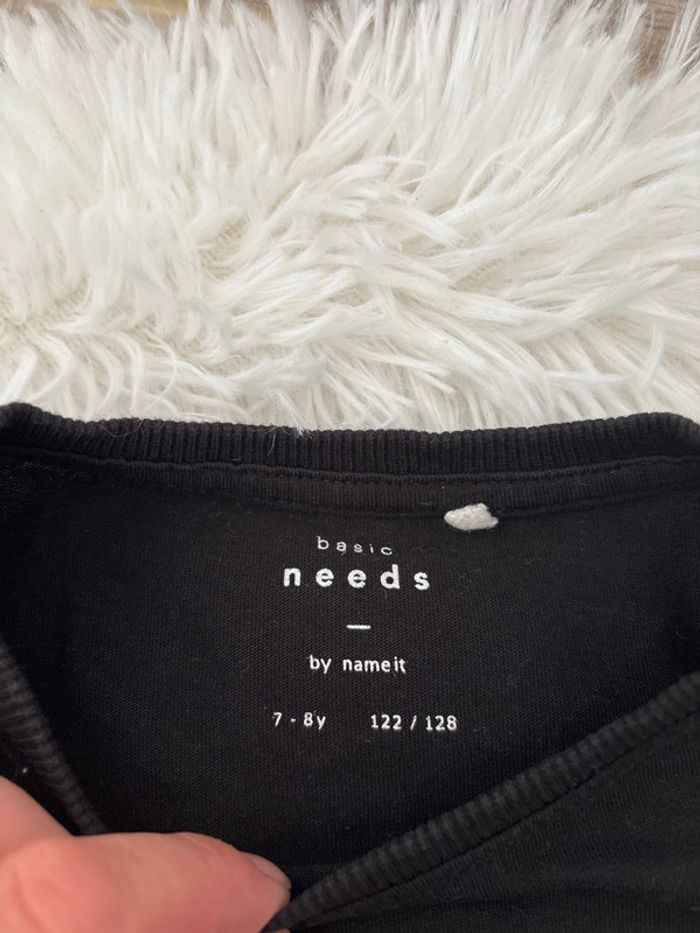 basic
needs
—
by nameit
7 - 8y 122 / 128